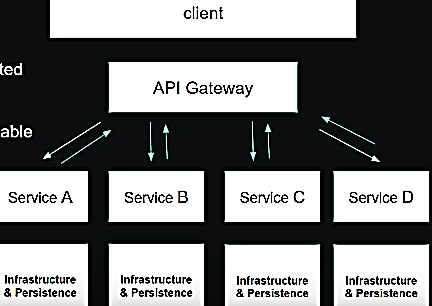 client
ted
API Gateway
able
Service A Service B Service C Service D
Infrastructure Infrastructure Infrastructure Infrastructure
& Persistence & Persistence & Persistence & Persistence